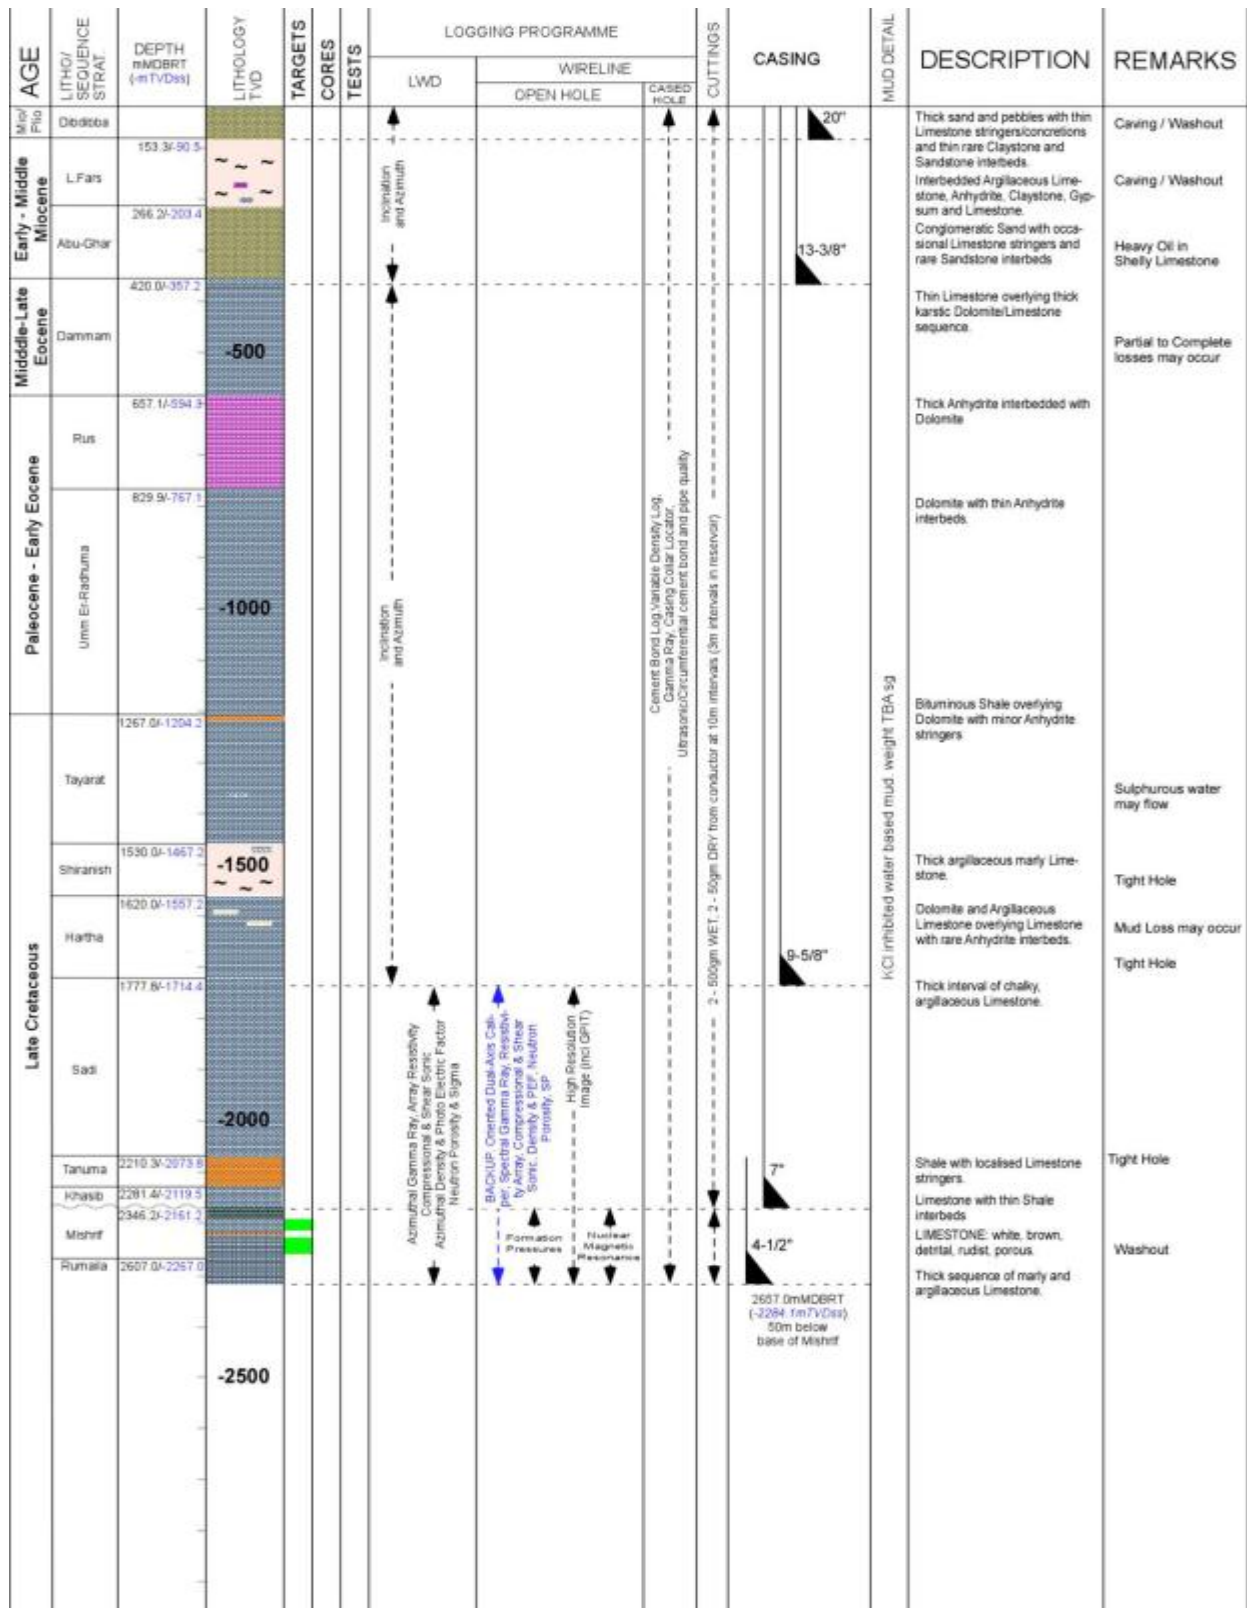 AGE
LITHO/
SEQUENCE
STRAT.
DEPTH
mMDBRT
(-mTVDss)
LITHOLOGY
TVD
TARGETS
CORES
TESTS
LOGGING PROGRAMME
LWD
WIRELINE
OPEN HOLE
CASED
HOLE
CUTTINGS
CASING
MUD DETAIL
DESCRIPTION
REMARKS
Mio/
Plio
Early - Middle
Miocene
Midddle-Late
Eocene
Paleocene - Early Eocene
Late Cretaceous
Dibdibba
L.Fars
Abu-Ghar
Dammam
Rus
Umm Er-Radhuma
Tayarat
Shiranish
Hartha
Sadi
Tanuma
Khasib
Mishrif
Rumaila
153.3/-90.5
266.2/-203.4
420.0/-357.2
657.1/-594.3
829.9/-767.1
1267.0/-1204.2
1530.0/-1467.2
1620.0/-1557.2
1777.8/-1714.4
2210.3/-2073.8
2281.4/-2119.5
2346.2/-2161.2
2607.0/-2267.0
-500
-1000
-1500
-2000
-2500
Inclination
and Azimuth
Inclination
and Azimuth
Azimuthal Gamma Ray, Array Resistivity
Compressional & Shear Sonic
Azimuthal Density & Photo Electric Factor
Neutron Porosity & Sigma
BACKUP, Oriented Dual-Axis Cali-
per, Spectral Gamma Ray, Resistivi-
ty Array, Compressional & Shear
Sonic, Density & PEF, Neutron
Porosity, SP
High Resolution
Image (incl GPIT)
Formation
Pressures
Nuclear
Magnetic
Resonance
Cement Bond Log,Variable Density Log,
Gamma Ray, Casing Collar Locator,
Ultrasonic/Circumferential cement bond and pipe quality
2 - 500gm WET, 2 - 50gm DRY from conductor at 10m intervals (3m intervals in reservoir)
20"
13-3/8"
9-5/8"
7"
4-1/2"
2657.0mMDBRT
(-2284.1mTVDss)
50m below
base of Mishrif
KCl inhibited water based mud. weight TBA sg
Thick sand and pebbles with thin
Limestone stringers/concretions
and thin rare Claystone and
Sandstone interbeds.
Interbedded Argillaceous Lime-
stone, Anhydrite, Claystone, Gyp-
sum and Limestone.
Conglomeratic Sand with occa-
sional Limestone stringers and
rare Sandstone interbeds
Thin Limestone overlying thick
karstic Dolomite/Limestone
sequence.
Thick Anhydrite interbedded with
Dolomite
Dolomite with thin Anhydrite
interbeds.
Bituminous Shale overlying
Dolomite with minor Anhydrite
stringers
Thick argillaceous marly Lime-
stone.
Dolomite and Argillaceous
Limestone overlying Limestone
with rare Anhydrite interbeds.
Thick interval of chalky,
argillaceous Limestone.
Shale with localised Limestone
stringers.
Limestone with thin Shale
interbeds
LIMESTONE: white, brown,
detrital, rudist, porous.
Thick sequence of marly and
argillaceous Limestone.
Caving / Washout
Caving / Washout
Heavy Oil in
Shelly Limestone
Partial to Complete
losses may occur
Sulphurous water
may flow
Tight Hole
Mud Loss may occur
Tight Hole
Tight Hole
Washout